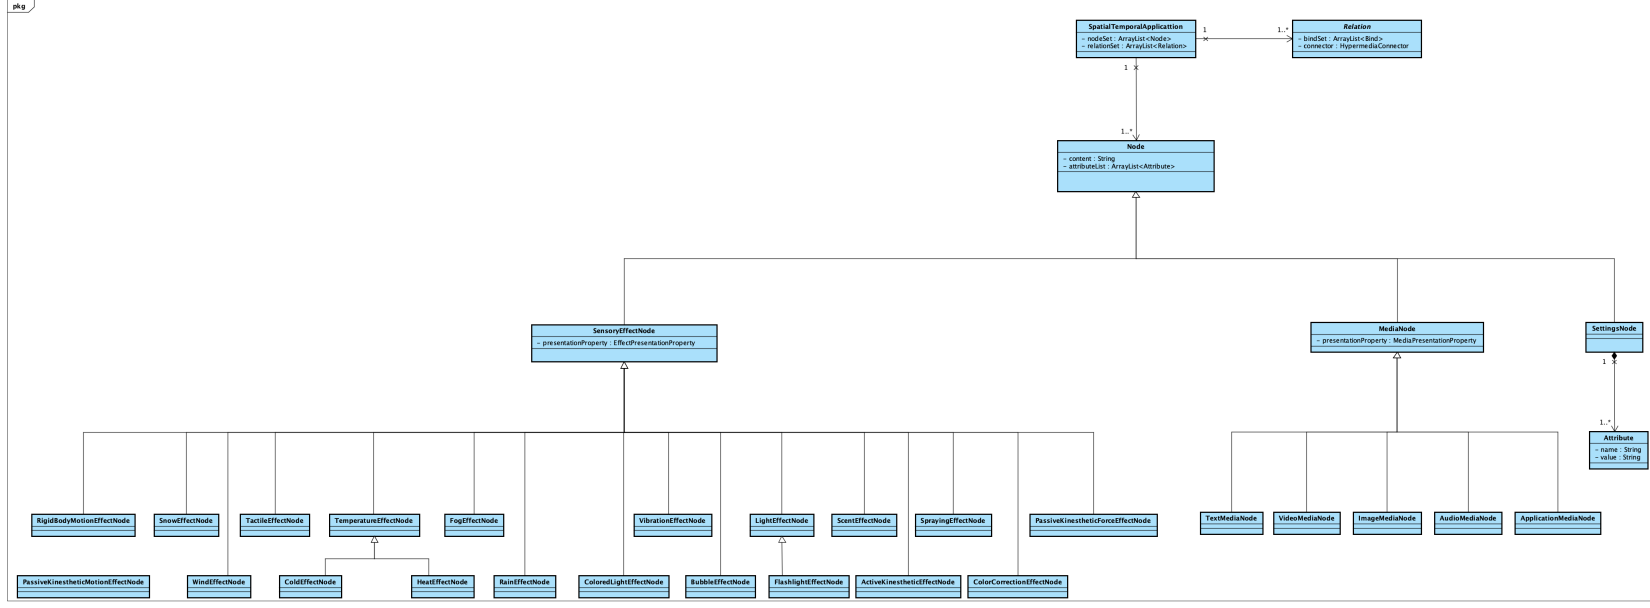 pkg
SpatialTemporalApplicattion
- nodeSet : ArrayList<Node>
- relationSet : ArrayList<Relation>
1
1..*
Relation
- bindSet : ArrayList<Bind>
- connector : HypermediaConnector
1
1..*
Node
- content : String
- attributeList : ArrayList<Attribute>
SensoryEffectNode
- presentationProperty : EffectPresentationProperty
MediaNode
- presentationProperty : MediaPresentationProperty
SettingsNode
1
1..*
Attribute
- name : String
- value : String
RigidBodyMotionEffectNode
SnowEffectNode
TactileEffectNode
TemperatureEffectNode
FogEffectNode
VibrationEffectNode
LightEffectNode
ScentEffectNode
SprayingEffectNode
PassiveKinestheticForceEffectNode
TextMediaNode
VideoMediaNode
ImageMediaNode
AudioMediaNode
ApplicationMediaNode
PassiveKinestheticMotionEffectNode
WindEffectNode
ColdEffectNode
HeatEffectNode
RainEffectNode
ColoredLightEffectNode
BubbleEffectNode
FlashlightEffectNode
ActiveKinestheticEffectNode
ColorCorrectionEffectNode